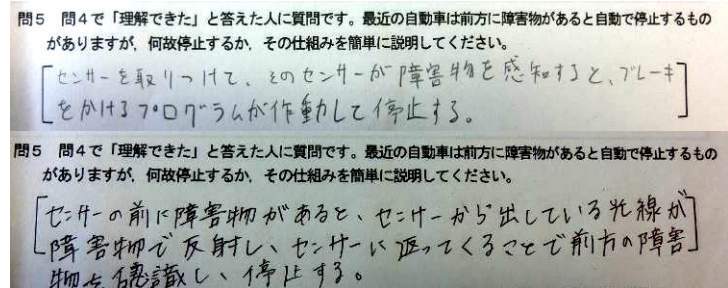 問5 問4で「理解できた」と答えた人に質問です。最近の自動車は前方に障害物があると自動で停止するもの
がありますが，何故停止するか，その仕組みを簡単に説明してください。
センサーを取りつけて、そのセンサーが障害物を感知すると、ブレーキ
をかけるプログラムが作動して停止する。
問5 問4で「理解できた」と答えた人に質問です。最近の自動車は前方に障害物があると自動で停止するもの
がありますが，何故停止するか，その仕組みを簡単に説明してください。
センサーの前に障害物があると、センサーから出している光線が
障害物で反射し、センサーに返ってくることで前方の障害
物を認識し、停止する。